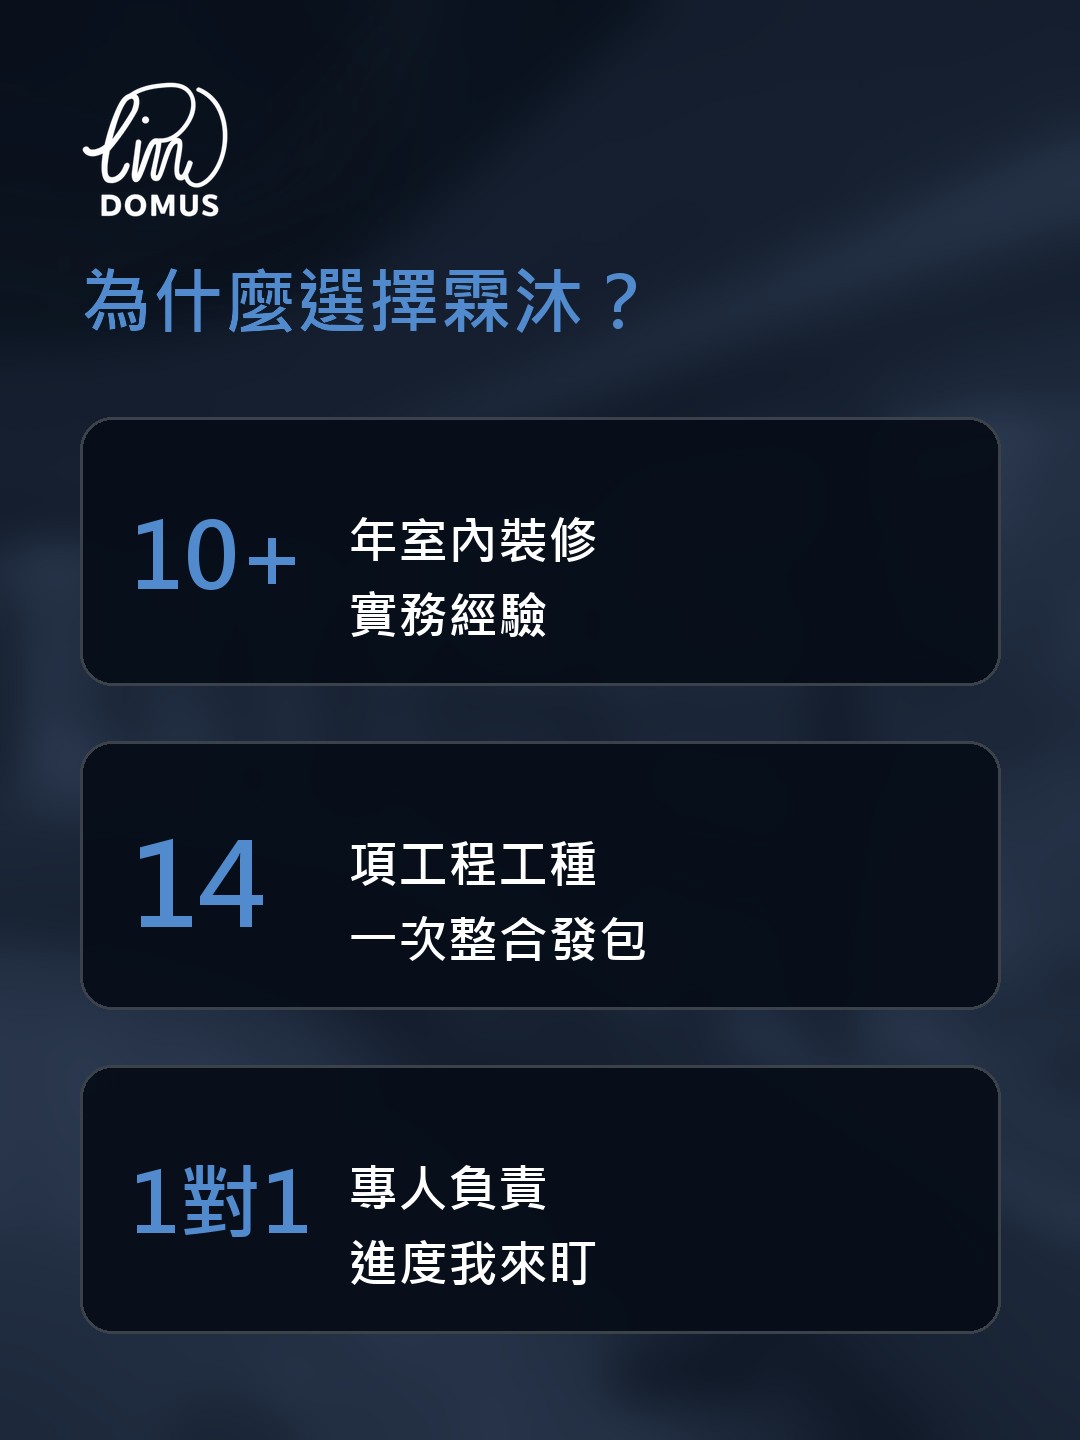 Lim
DOMUS
為什麼選擇霖沐？
10+
年室內裝修
實務經驗
14
項工程工種
一次整合發包
1對1
專人負責
進度我來盯